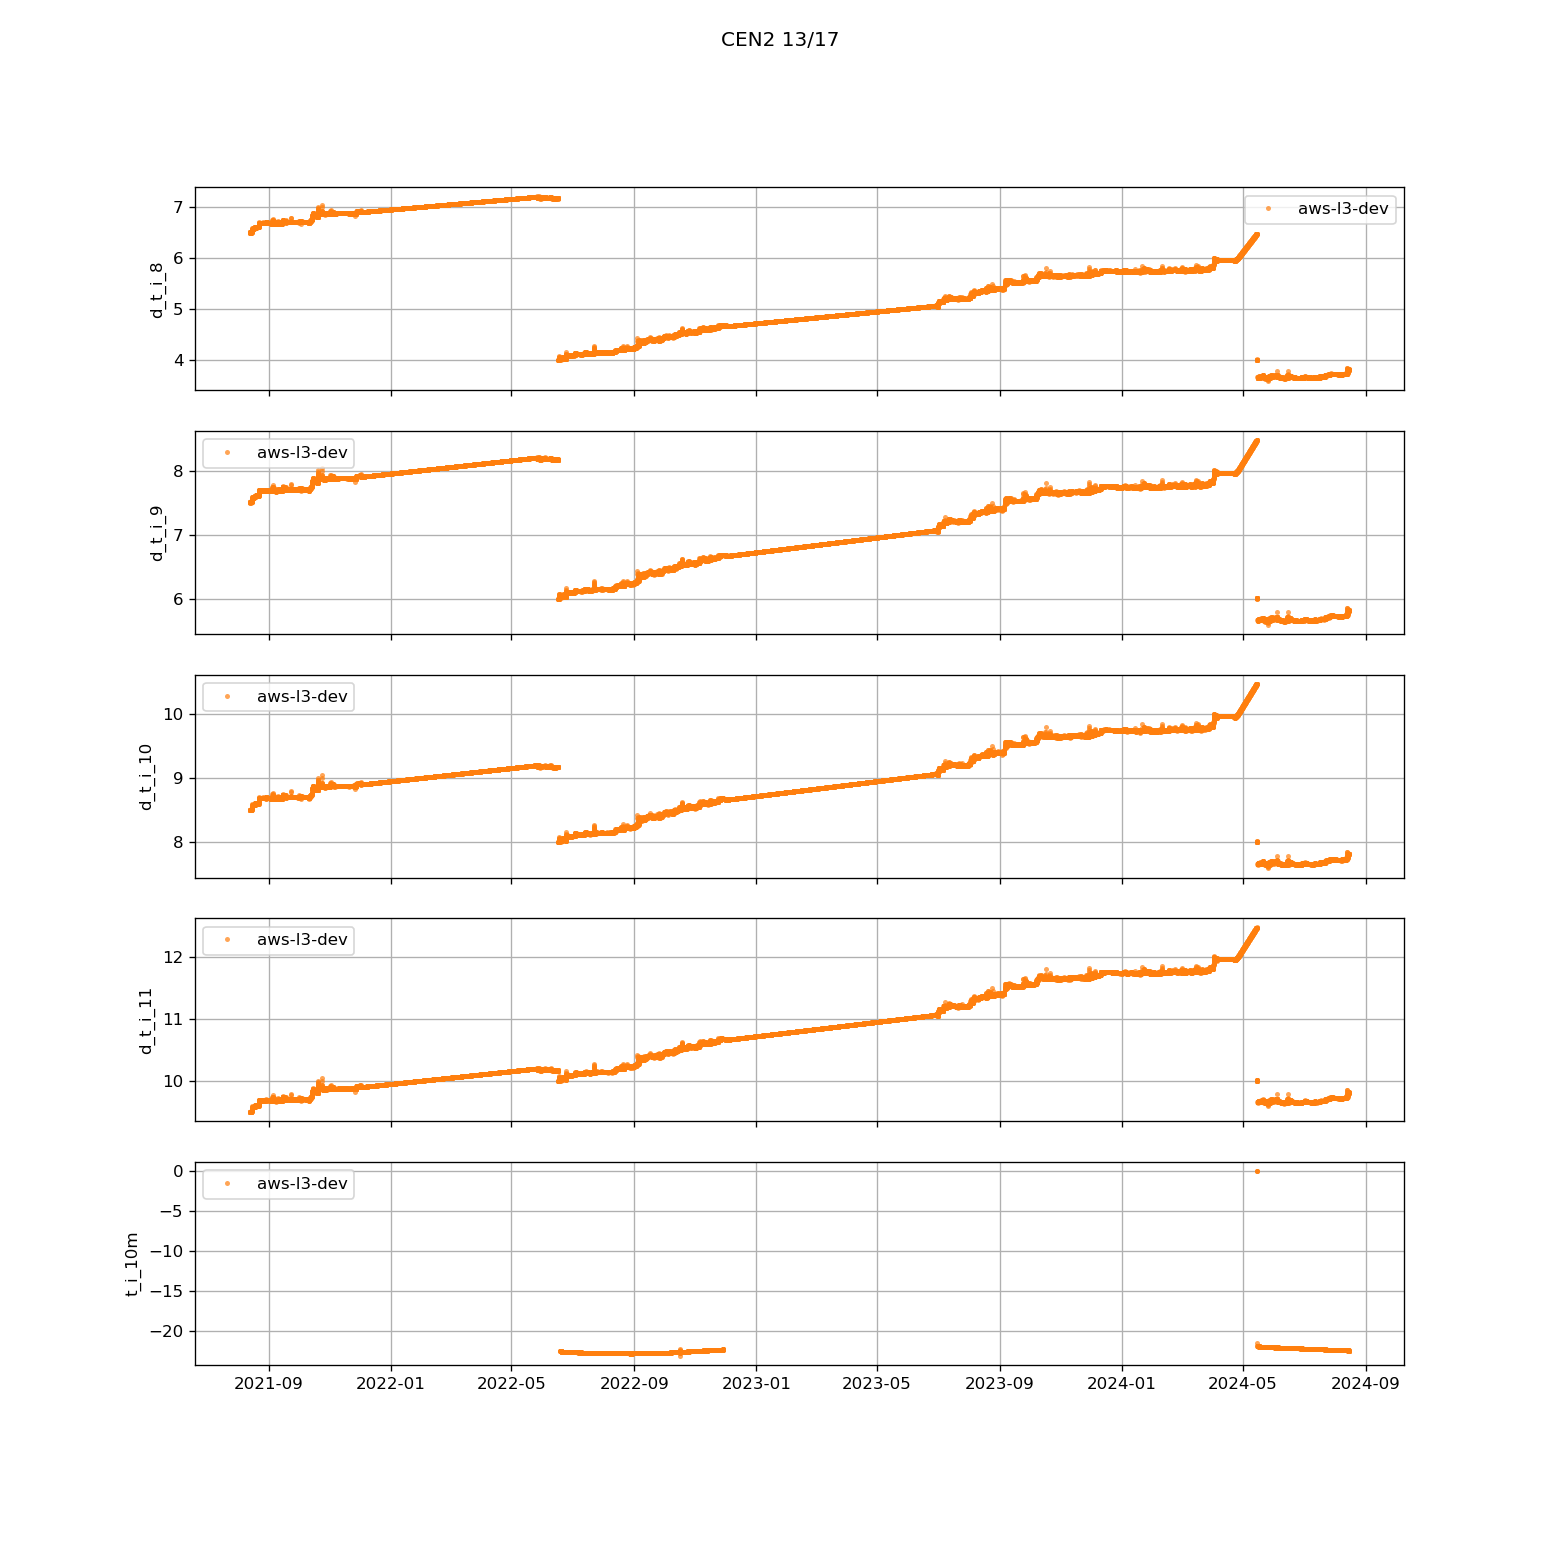 CEN2 13/17
7
6
5
4
d_t_i_8
aws-l3-dev
8
7
6
d_t_i_9
aws-l3-dev
10
9
8
d_t_i_10
aws-l3-dev
12
11
10
d_t_i_11
aws-l3-dev
0
−5
−10
−15
−20
t_i_10m
aws-l3-dev
2021-09 2022-01 2022-05 2022-09 2023-01 2023-05 2023-09 2024-01 2024-05 2024-09